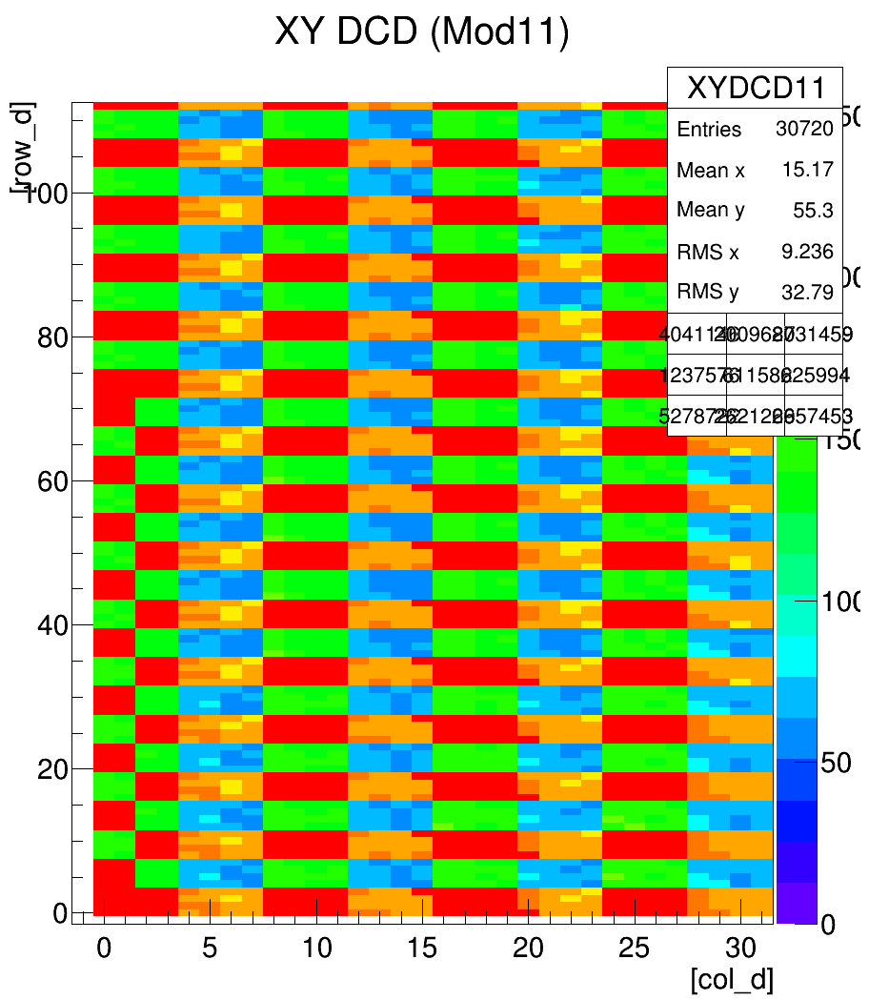 XY DCD (Mod11)
[row_d]
XYDCD11
Entries 30720
Mean x 15.17
Mean y 55.3
RMS x 9.236
RMS y 32.79
100
80
60
40
20
0
150
100
50
0
0 5 10 15 20 25 30
[col_d]